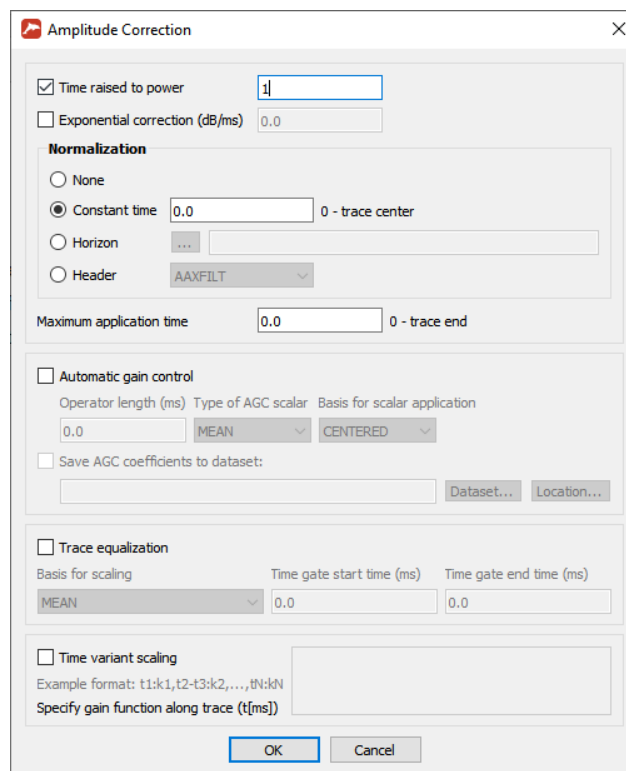 Amplitude Correction
Time raised to power 1
Exponential correction (dB/ms) 0.0
Normalization
None
Constant time 0.0 0 - trace center
Horizon ...
Header AAXFILT
Maximum application time 0.0 0 - trace end
Automatic gain control
Operator length (ms) Type of AGC scalar Basis for scalar application
0.0 MEAN CENTERED
Save AGC coefficients to dataset:
Dataset... Location...
Trace equalization
Basis for scaling Time gate start time (ms) Time gate end time (ms)
MEAN 0.0 0.0
Time variant scaling
Example format: t1:k1,t2-t3:k2,...,tN:kN
Specify gain function along trace (t[ms])
OK Cancel